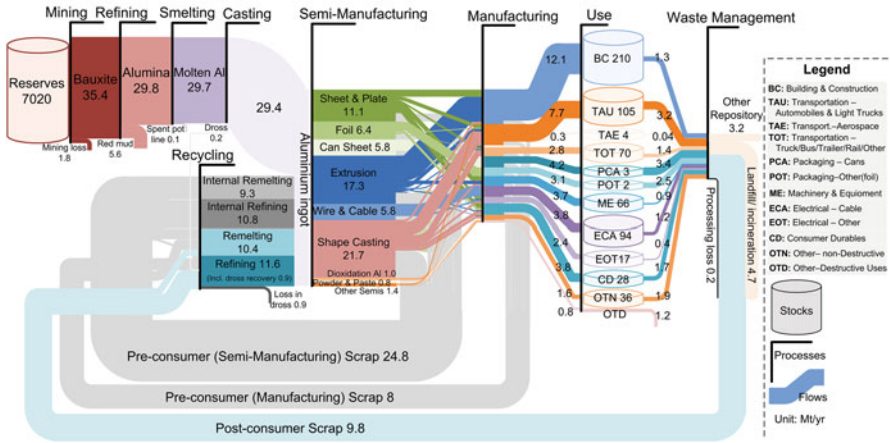 Mining Refining Smelting Casting Semi-Manufacturing Manufacturing Use Waste Management
Reserves
7020
Bauxite
35.4
Alumina
29.8
Molten Al
29.7
29.4
Mining loss
1.8
Red mud
5.6
Spent pot
line 0.1
Dross
0.2
Recycling
Internal Remelting
9.3
Internal Refining
10.8
Remelting
10.4
Refining 11.6
(Incl. dross recovery 0.9)
Loss in
dross 0.9
Aluminium ingot
Sheet & Plate
11.1
Foil 6.4
Can Sheet 5.8
Extrusion
17.3
Wire & Cable 5.8
Shape Casting
21.7
Dioxidation Al 1.0
Powder & Paste 0.8
Other Semis 1.4
12.1
7.7
0.3
2.8
4.2
3.1
3.7
3.8
2.4
3.8
1.6
0.8
BC 210
TAU 105
TAE 4
TOT 70
PCA 3
POT 2
ME 66
ECA 94
EOT17
CD 28
OTN 36
OTD
1.3
3.2
0.04
1.4
3.4
2.5
0.9
1.2
0.4
1.7
1.9
1.2
Other
Repository
3.2
Processing loss 0.2
Landfill/ incineration 4.7
Pre-consumer (Semi-Manufacturing) Scrap 24.8
Pre-consumer (Manufacturing) Scrap 8
Post-consumer Scrap 9.8
Legend
BC: Building & Construction
TAU: Transportation –
Automobiles & Light Trucks
TAE: Transport.–Aerospace
TOT: Transportation –
Truck/Bus/Trailer/Rail/Other
PCA: Packaging – Cans
POT: Packaging–Other(foil)
ME: Machinery & Equioment
ECA: Electrical – Cable
EOT: Electrical – Other
CD: Consumer Durables
OTN: Other– non-Destructive
OTD: Other–Destructive Uses
Stocks
Processes
Flows
Unit: Mt/yr